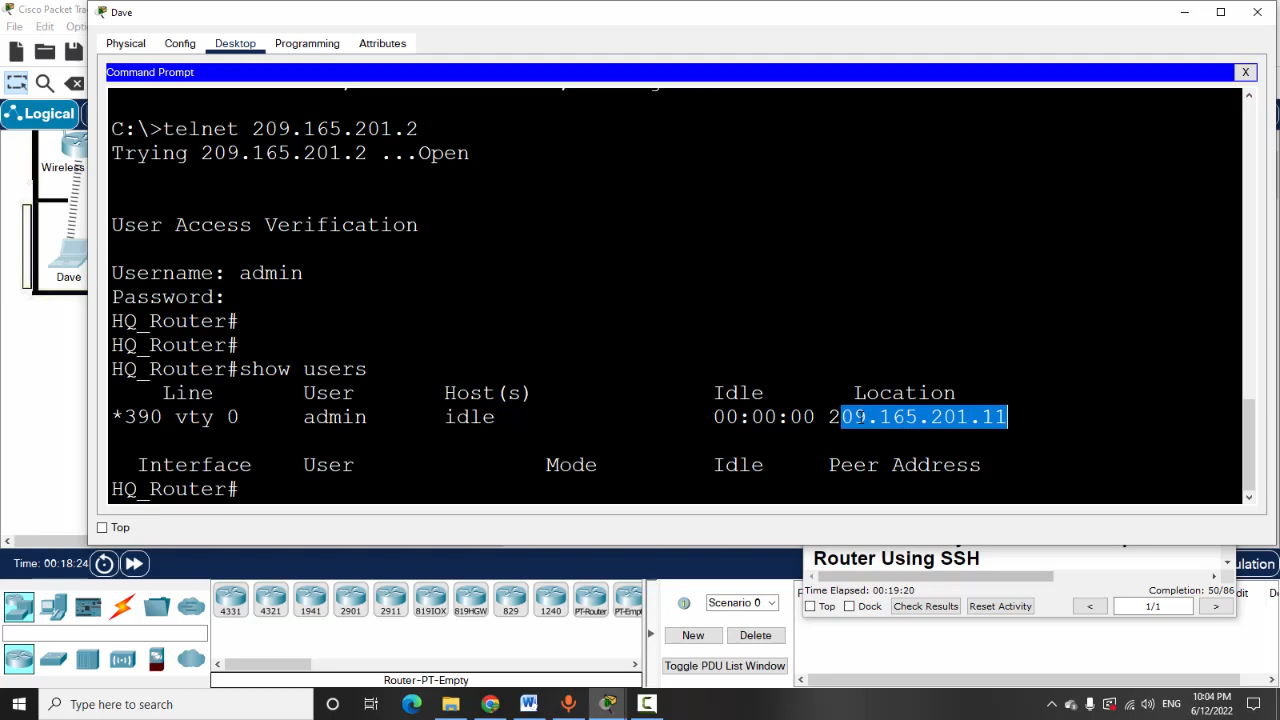 Cisco Packet Tra
Dave
File Edit Opti
Physical Config Desktop Programming Attributes
Command Prompt X
Logical
Wireless
Dave
C:\>telnet 209.165.201.2
Trying 209.165.201.2 ...Open
User Access Verification
Username: admin
Password:
HQ_Router#
HQ_Router#
HQ_Router#show users
Line User Host(s) Idle Location
*390 vty 0 admin idle 00:00:00 209.165.201.11
Interface User Mode Idle Peer Address
HQ_Router#
Top
Time: 00:18:24
Router Using SSH
ulation
Time Elapsed: 00:19:20 Completion: 50/86
Top Dock Check Results Reset Activity < 1/1 >
4331 4321 1941 2901 2911 819IOX 819HGW 829 1240 PT-Router PT-Empt
Scenario 0
New Delete
Toggle PDU List Window
Router-PT-Empty
Type here to search
ENG
10:04 PM
6/12/2022